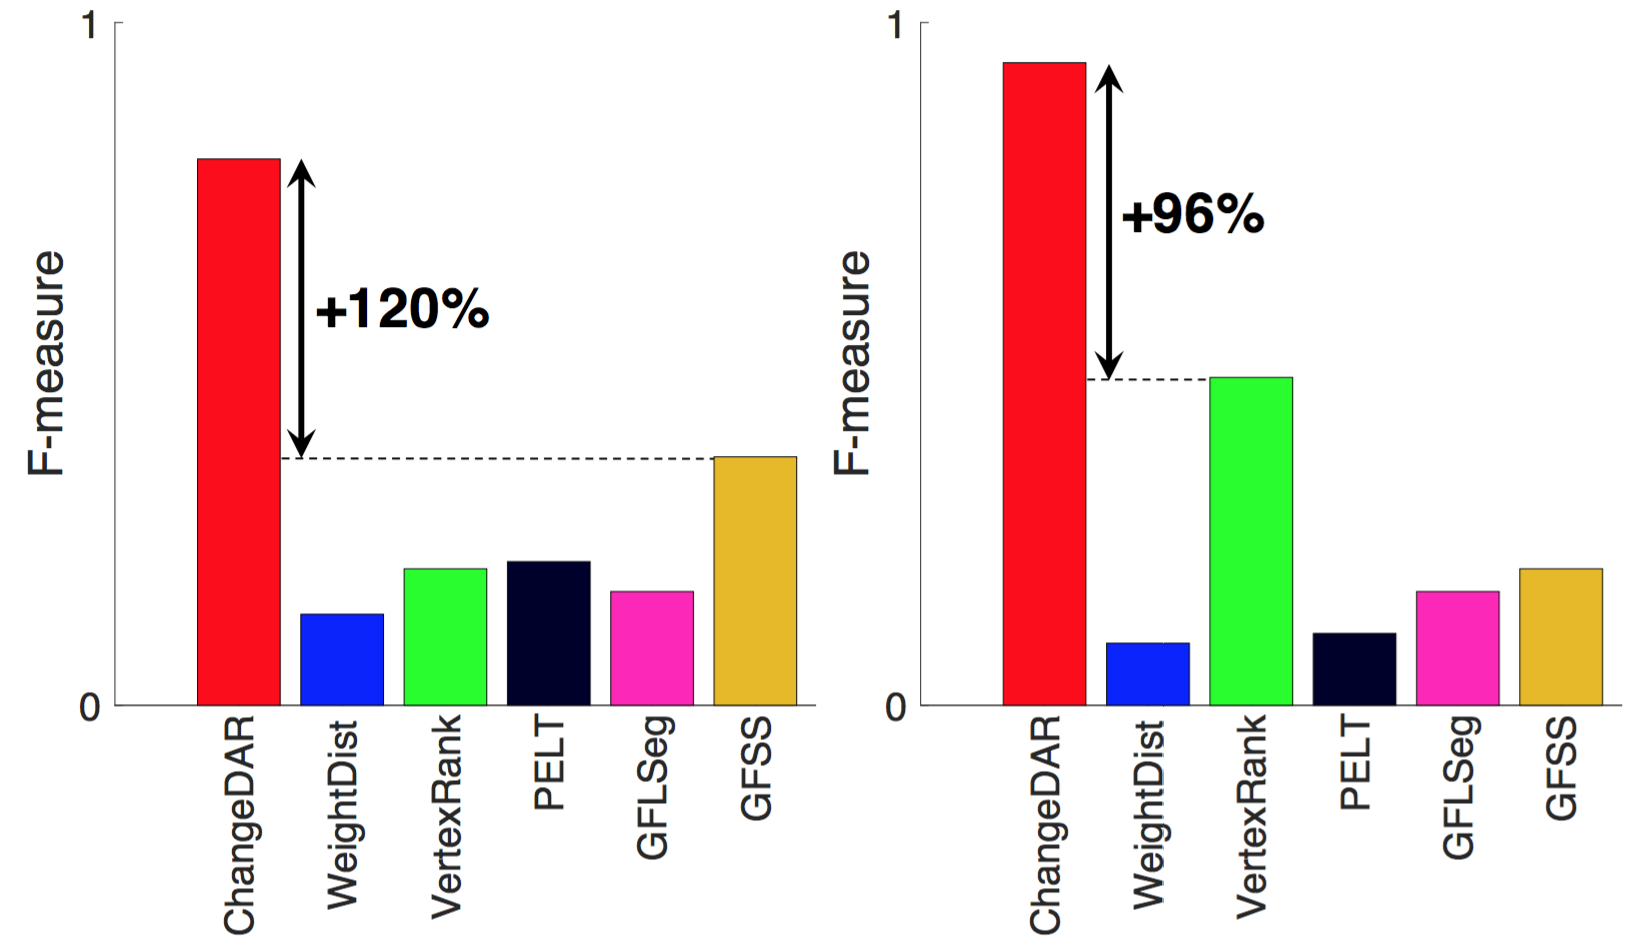 1
F-measure
+120%
0
ChangeDAR
WeightDist
VertexRank
PELT
GFLSeg
GFSS
1
F-measure
+96%
0
ChangeDAR
WeightDist
VertexRank
PELT
GFLSeg
GFSS